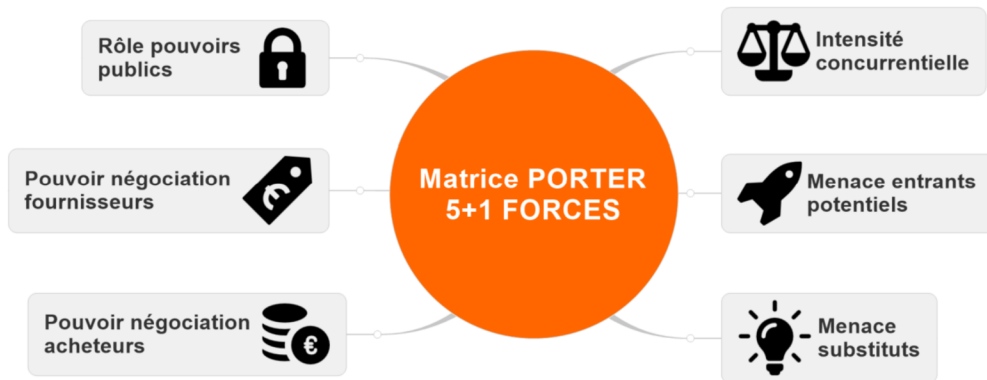 Rôle pouvoirs
publics
Pouvoir négociation
fournisseurs
Pouvoir négociation
acheteurs
€
Matrice PORTER
5+1 FORCES
Intensité
concurrentielle
Menace entrants
potentiels
Menace
substituts